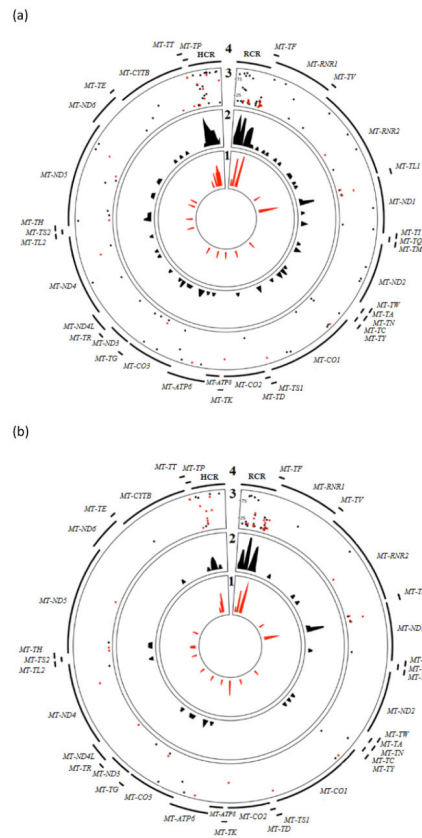 (a)
MT-TT
MT-TP
HCR
4
RCR
MT-TF
MT-CYTB
MT-RNR1
MT-TE
MT-TV
MT-ND6
3
MT-RNR2
2
MT-ND5
MT-TL1
1
MT-ND1
MT-TH
MT-TS2
MT-TL2
MT-TI
MT-TQ
MT-TM
MT-ND4
MT-ND2
MT-TW
MT-TA
MT-TN
MT-TC
MT-TY
MT-ND4L
MT-TR
MT-ND3
MT-TG
MT-CO3
MT-CO1
MT-ATP6
MT-ATP8
MT-CO2
MT-TS1
MT-TD
MT-TK
(b)
MT-TT
MT-TP
HCR
4
RCR
MT-TF
MT-CYTB
MT-RNR1
MT-TE
MT-TV
MT-ND6
3
MT-RNR2
2
MT-ND5
1
MT-TH
MT-TS2
MT-TL2
MT-ND4
MT-ND2
MT-TW
MT-TA
MT-TN
MT-TC
MT-TY
MT-ND4L
MT-TR
MT-ND3
MT-TG
MT-CO3
MT-CO1
MT-ATP6
MT-ATP8
MT-CO2
MT-TS1
MT-TD
MT-TK